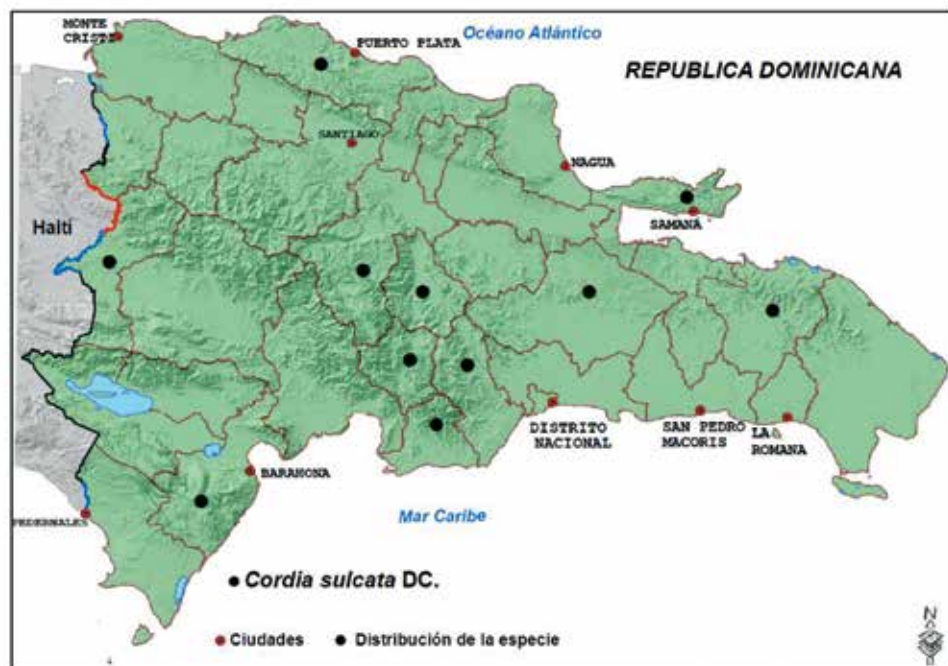 MONTE
CRISTI
PUERTO PLATA
Océano Atlántico
REPUBLICA DOMINICANA
SANTIAGO
NAGUA
Haití
SAMANÁ
DISTRITO
NACIONAL
SAN PEDRO
MACORIS
LA
ROMANA
BARAHONA
PEDERNALES
Mar Caribe
Cordia sulcata DC.
Ciudades
Distribución de la especie
N